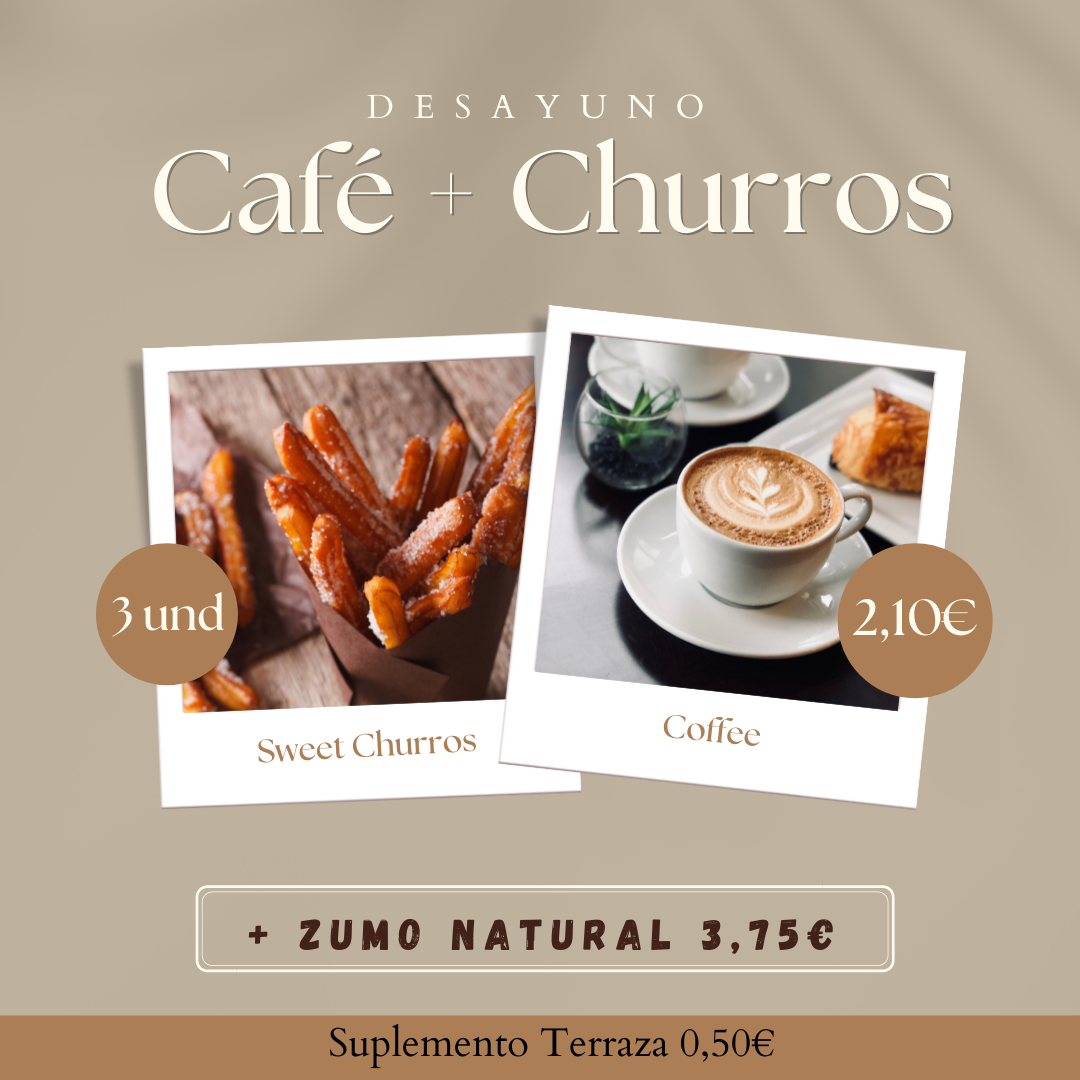 DESAYUNO
Café + Churros
3 und
2,10€
Sweet Churros
Coffee
+ ZUMO NATURAL 3,75€
Suplemento Terraza 0,50€